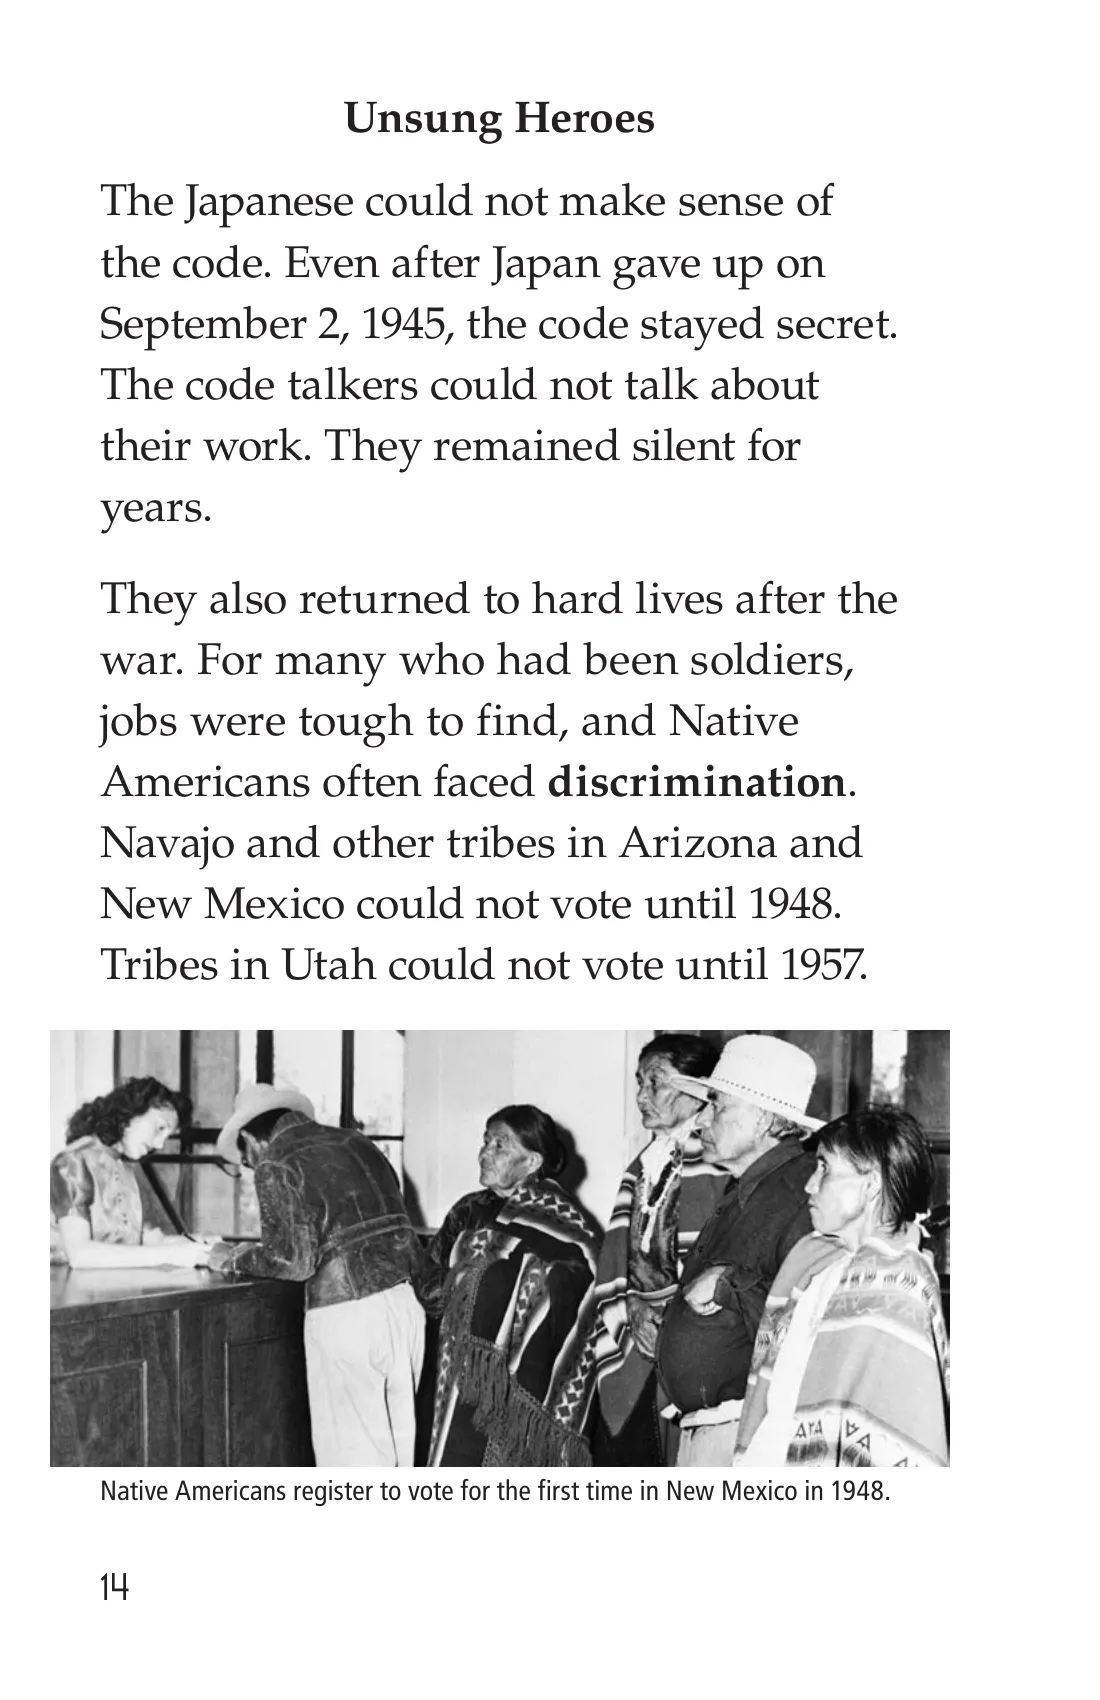 Unsung Heroes
The Japanese could not make sense of
the code. Even after Japan gave up on
September 2, 1945, the code stayed secret.
The code talkers could not talk about
their work. They remained silent for
years.
They also returned to hard lives after the
war. For many who had been soldiers,
jobs were tough to find, and Native
Americans often faced discrimination.
Navajo and other tribes in Arizona and
New Mexico could not vote until 1948.
Tribes in Utah could not vote until 1957.
Native Americans register to vote for the first time in New Mexico in 1948.
14